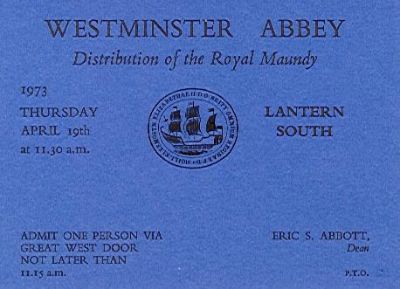 WESTMINSTER ABBEY
Distribution of the Royal Maundy
1973
THURSDAY
APRIL 19th
at 11.30 a.m.
LANTERN
SOUTH
ADMIT ONE PERSON VIA
GREAT WEST DOOR
NOT LATER THAN
11.15 a.m.
ERIC S. ABBOTT,
Dean
P.T.O.